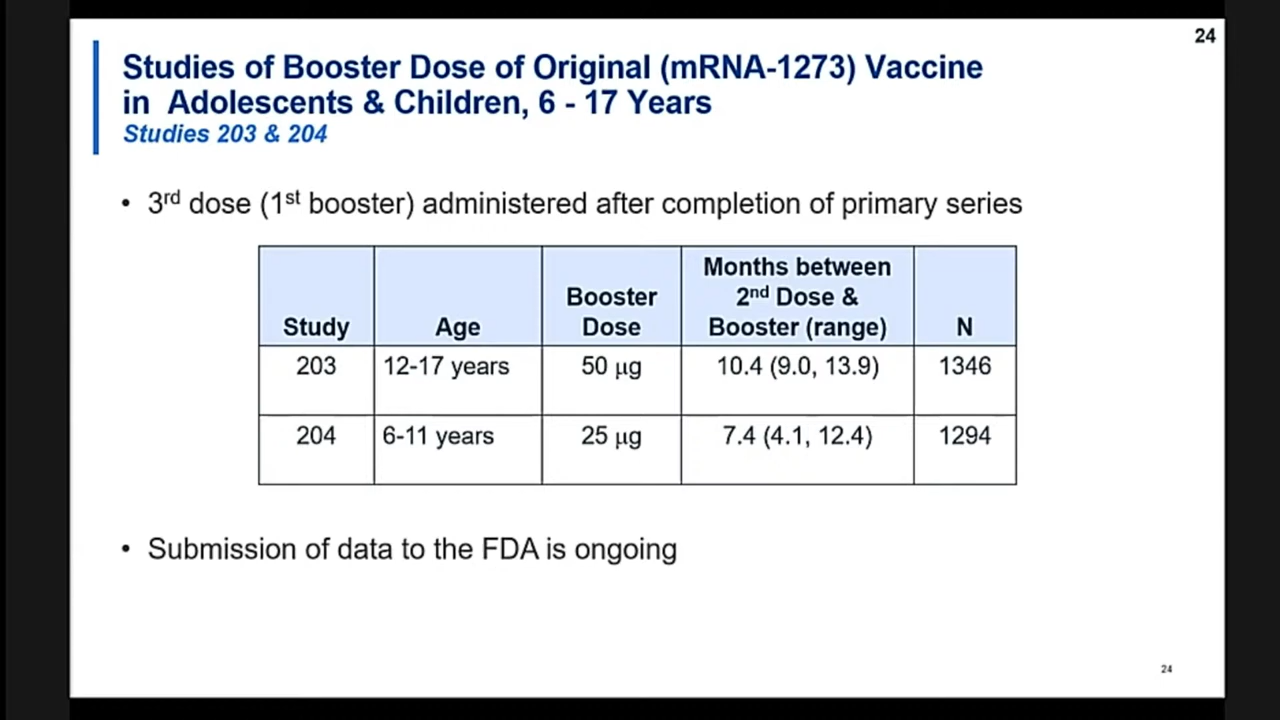 24
Studies of Booster Dose of Original (mRNA-1273) Vaccine
in Adolescents & Children, 6 - 17 Years
Studies 203 & 204
• 3rd dose (1st booster) administered after completion of primary series
Study Age Booster Dose Months between 2nd Dose & Booster (range) N
203 12-17 years 50 µg 10.4 (9.0, 13.9) 1346
204 6-11 years 25 µg 7.4 (4.1, 12.4) 1294
• Submission of data to the FDA is ongoing
24